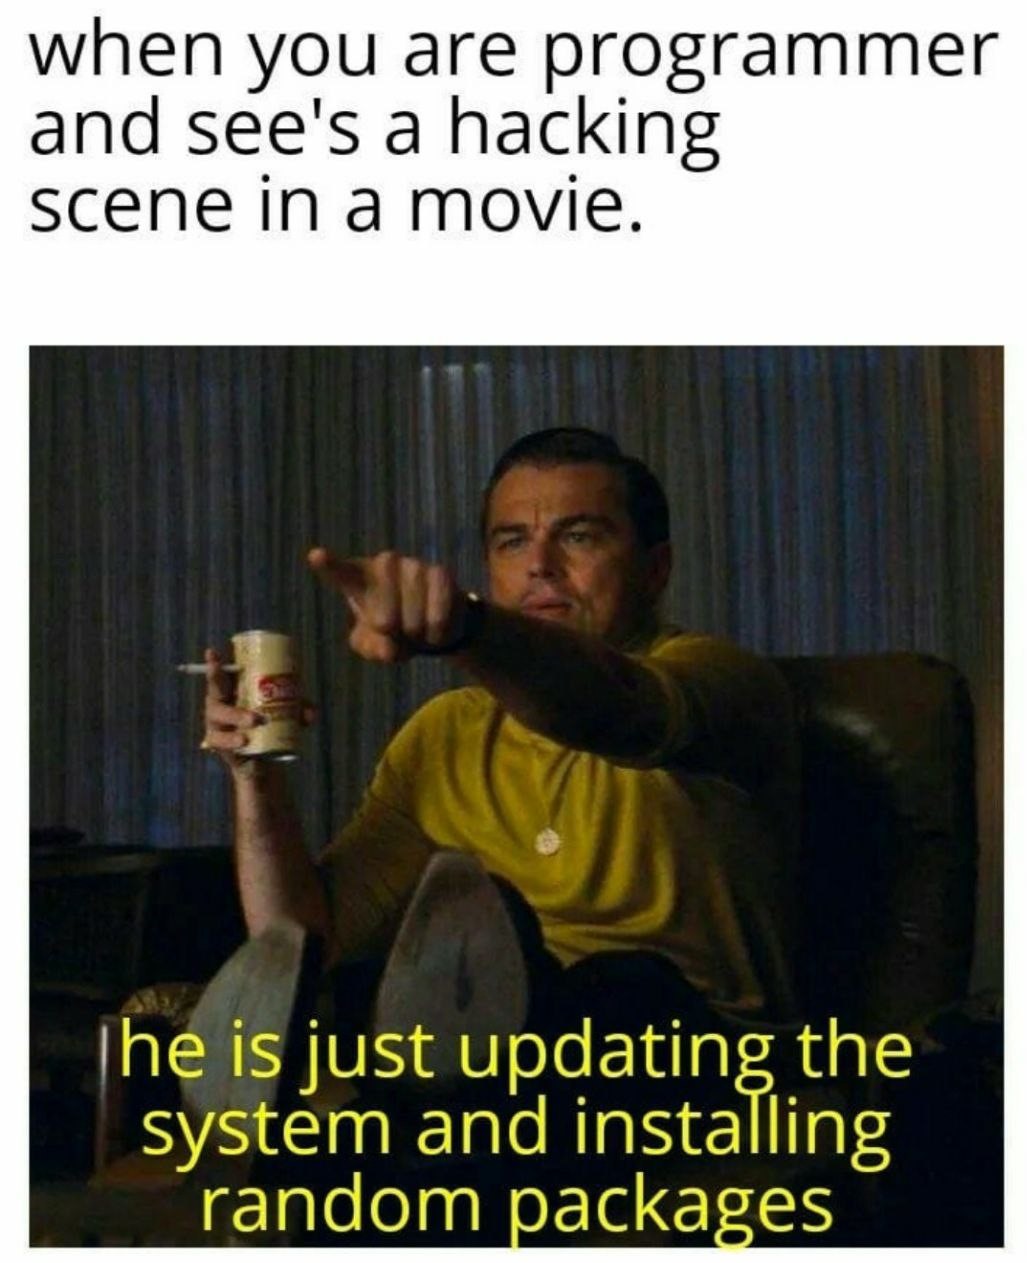 when you are programmer
and see's a hacking
scene in a movie.
he is just updating the
system and installing
random packages